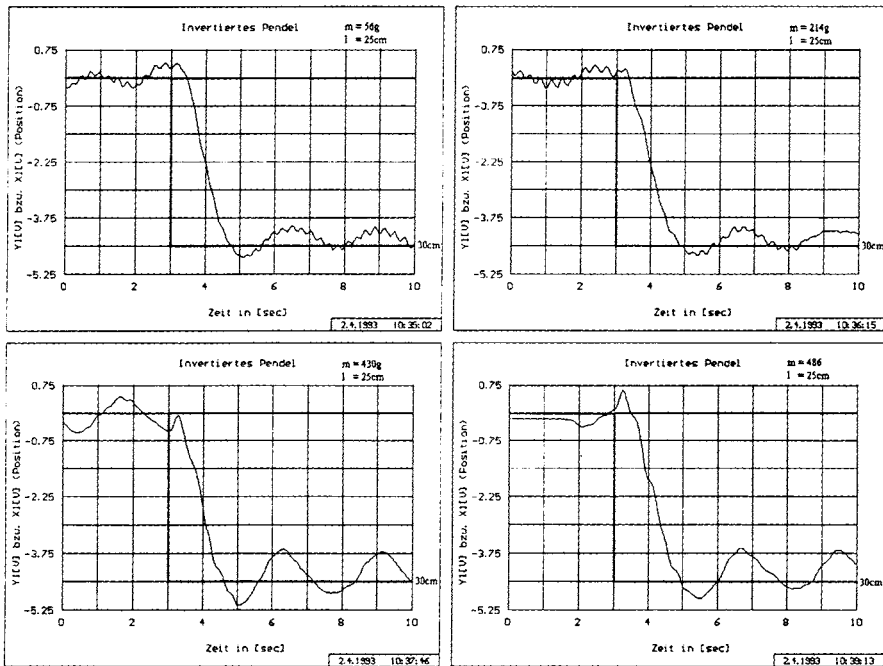 Invertiertes Pendel
m = 56g
l = 25cm
Y1[V] bzw. X1[V] (Position)
0.75
-0.75
-2.25
-3.75
-5.25
30cm
0 2 4 6 8 10
Zeit in [sec]
2.4.1993 10:35:02
Invertiertes Pendel
m = 214g
l = 25cm
Y1[V] bzw. X1[V] (Position)
0.75
-0.75
-2.25
-3.75
-5.25
30cm
0 2 4 6 8 10
Zeit in [sec]
2.4.1993 10:36:15
Invertiertes Pendel
m = 430g
l = 25cm
Y1[V] bzw. X1[V] (Position)
0.75
-0.75
-2.25
-3.75
-5.25
30cm
0 2 4 6 8 10
Zeit in [sec]
2.4.1993 10:37:46
Invertiertes Pendel
m = 486
l = 25cm
Y1[V] bzw. X1[V] (Position)
0.75
-0.75
-2.25
-3.75
-5.25
30cm
0 2 4 6 8 10
Zeit in [sec]
2.4.1993 10:39:13